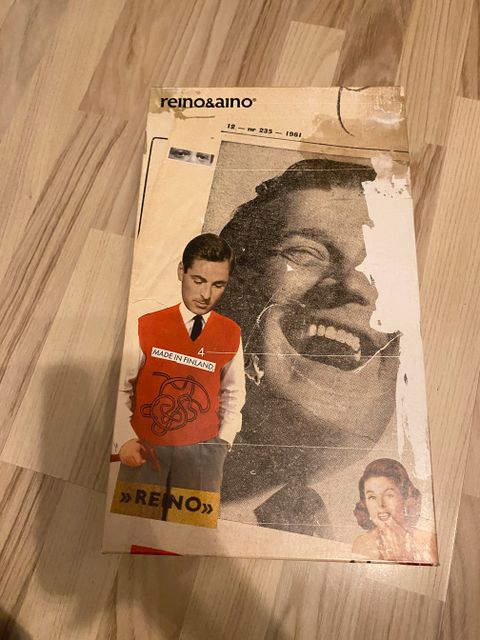 reino&aino®
12 — nr 235 — 1961
4
MADE IN FINLAND
»REINO»